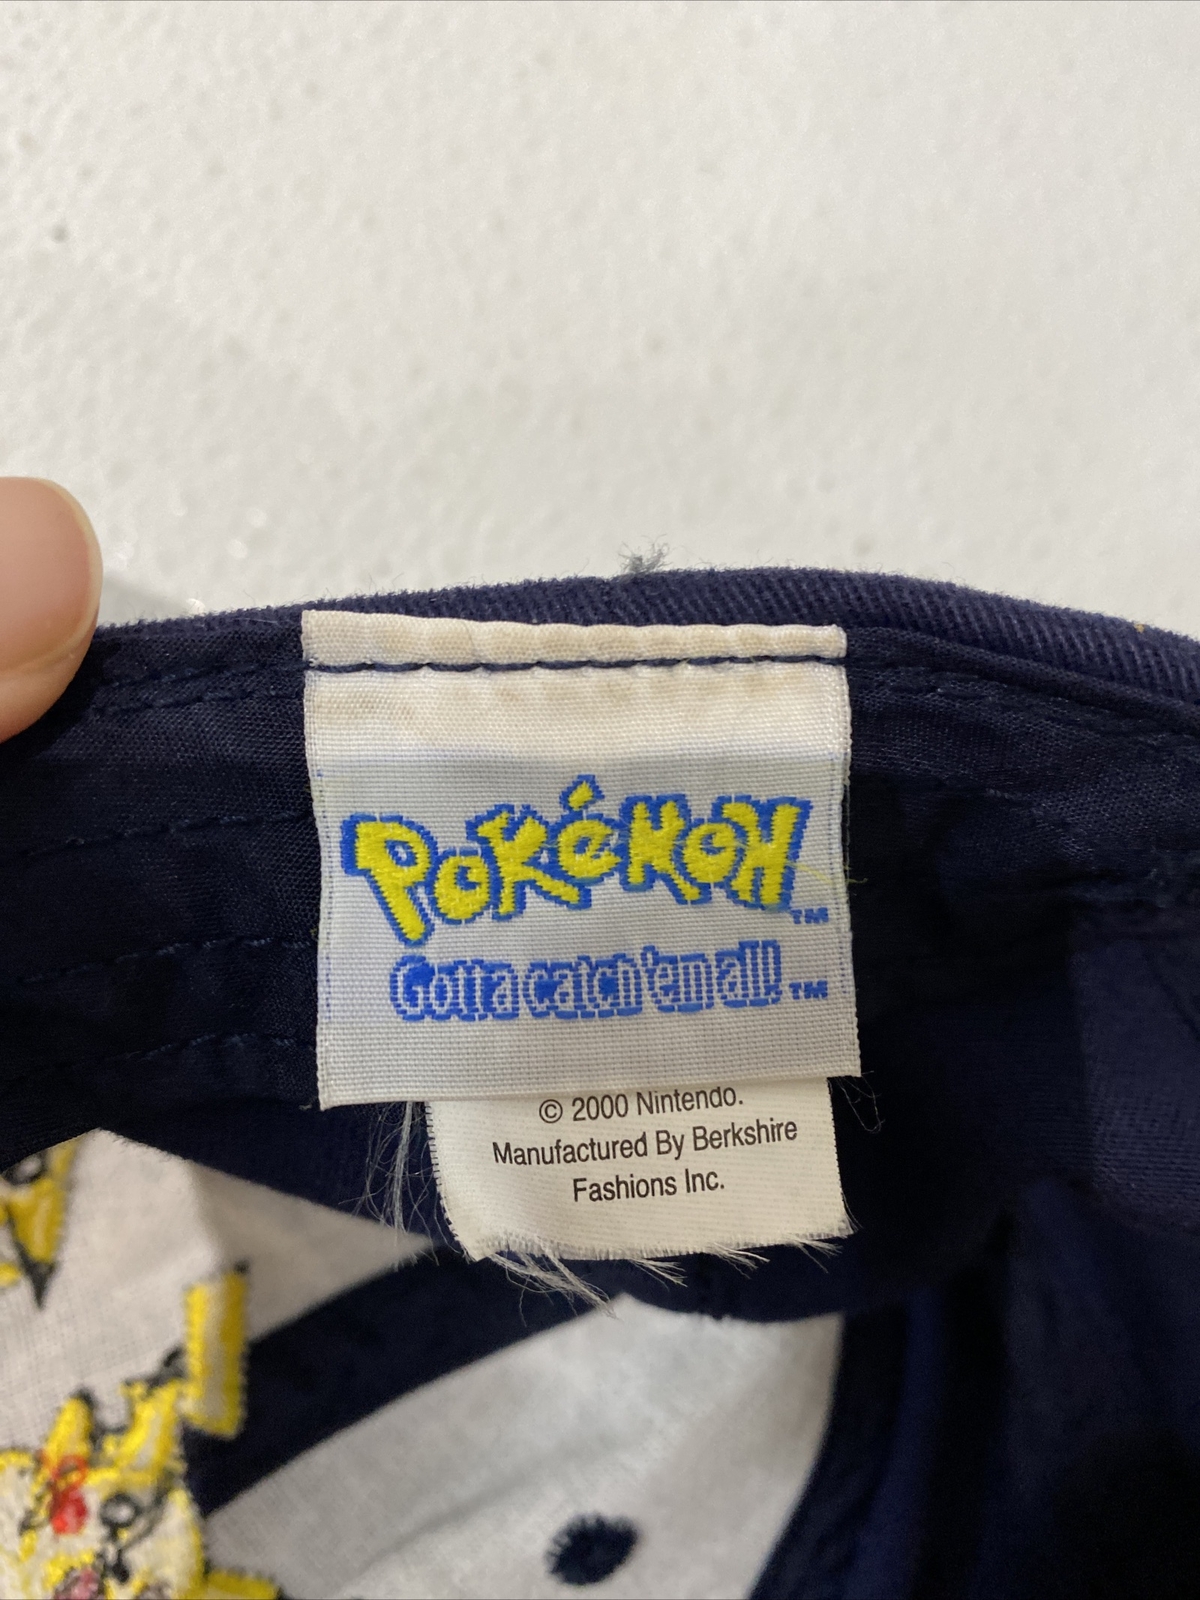 POKéMON™
Gotta catch 'em all!™
© 2000 Nintendo.
Manufactured By Berkshire
Fashions Inc.